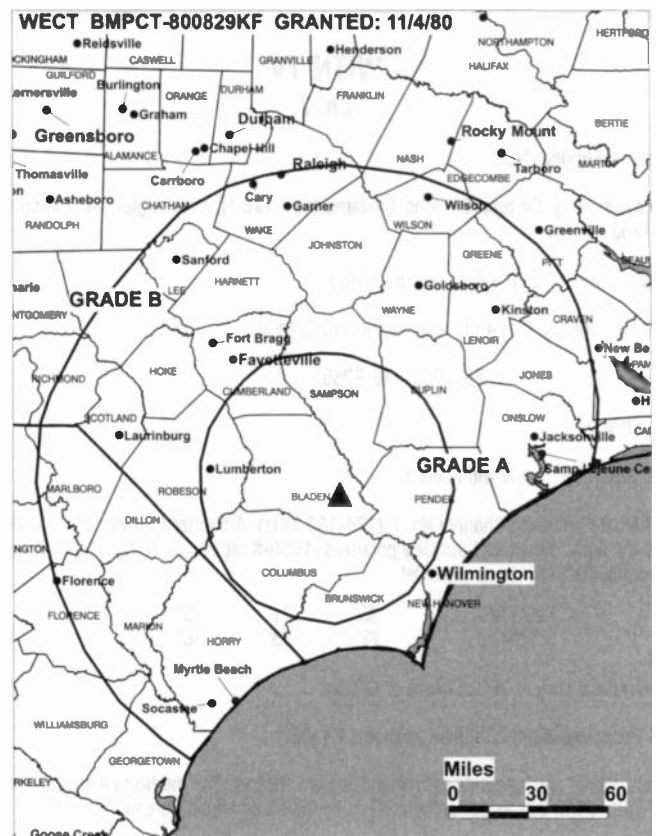 WECT BMPCT-800829KF GRANTED: 11/4/80
Reidsville
Henderson
NORTHAMPTON
HERTFORD
CASWELL
GRANVILLE
HALIFAX
GUILFORD
Burlington
ORANGE
DURHAM
FRANKLIN
Graham
Durham
Greensboro
BERTIE
Rocky Mount
ALAMANCE
Chapel Hill
NASH
Tarboro
MARTIN
Thomasville
Carrboro
Raleigh
EDGECOMBE
Asheboro
CHATHAM
Cary
Garner
Wilson
RANDOLPH
WAKE
WILSON
Greenville
JOHNSTON
GREENE
PITT
Sanford
LEE
HARNETT
Goldsboro
GRADE B
WAYNE
Kinston
CRAVEN
LENOIR
Fort Bragg
Fayetteville
HOKE
JONES
RICHMOND
CUMBERLAND
SAMPSON
DUPLIN
SCOTLAND
ONSLOW
Laurinburg
Jacksonville
Lumberton
GRADE A
MARLBORO
ROBESON
BLADEN
PENDER
DILLON
COLUMBUS
Florence
Wilmington
BRUNSWICK
NEW HANOVER
FLORENCE
MARION
HORRY
Myrtle Beach
Socastee
WILLIAMSBURG
GEORGETOWN
Miles
0 30 60
Goose Creek